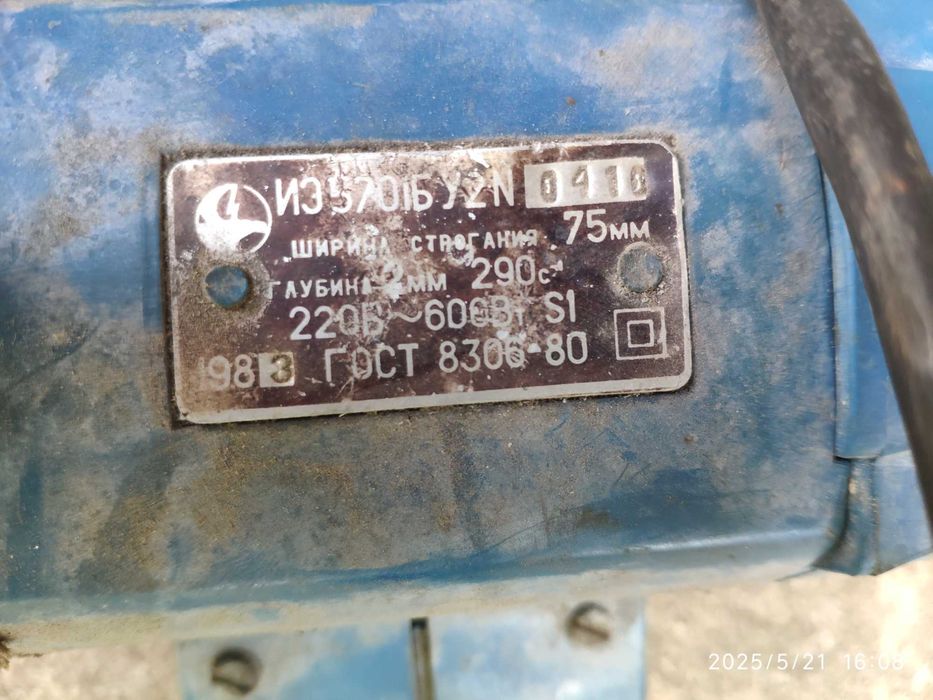 ИЭ5701Б У2 N 0410
ШИРИНА СТРОГАНИЯ 75мм
ГЛУБИНА 2мм 290с⁻¹
220В~600Вт S1
1983 ГОСТ 8306-80
2025/5/21 16:08